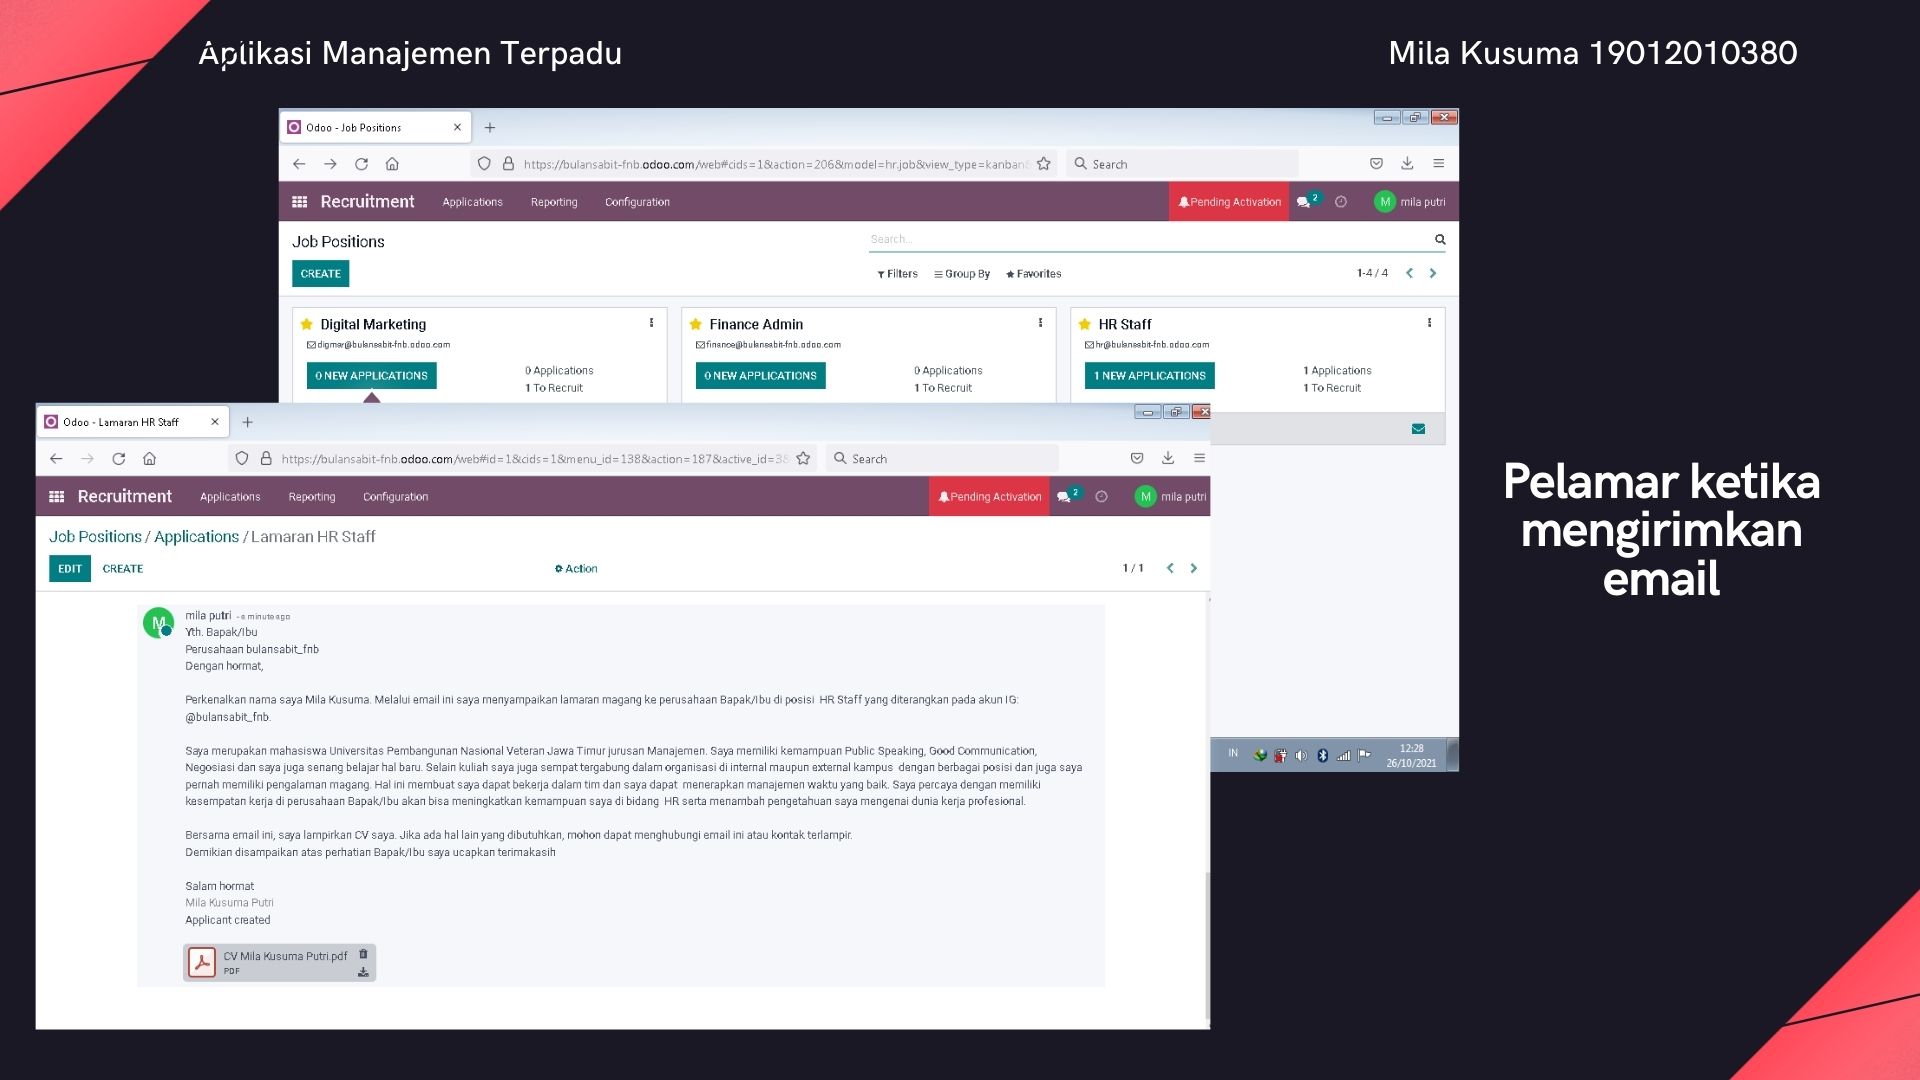 Aplikasi Manajemen Terpadu
Mila Kusuma 19012010380
Odoo - Job Positions
https://bulansabit-fnb.odoo.com/web#cids=1&action=206&model=hr.job&view_type=kanban&
Search
Recruitment
Applications
Reporting
Configuration
Pending Activation
2
M
mila putri
Job Positions
Search...
CREATE
Filters
Group By
Favorites
1-4 / 4
Digital Marketing
digmar@bulansabit-fnb.odoo.com
0 NEW APPLICATIONS
0 Applications
1 To Recruit
Finance Admin
finance@bulansabit-fnb.odoo.com
0 NEW APPLICATIONS
0 Applications
1 To Recruit
HR Staff
hr@bulansabit-fnb.odoo.com
1 NEW APPLICATIONS
1 Applications
1 To Recruit
Odoo - Lamaran HR Staff
https://bulansabit-fnb.odoo.com/web#id=1&cids=1&menu_id=138&action=187&active_id=38
Search
Recruitment
Applications
Reporting
Configuration
Pending Activation
2
M
mila putri
Job Positions / Applications / Lamaran HR Staff
EDIT
CREATE
Action
1 / 1
M
mila putri - a minute ago
Yth. Bapak/Ibu
Perusahaan bulansabit_fnb
Dengan hormat,
Perkenalkan nama saya Mila Kusuma. Melalui email ini saya menyampaikan lamaran magang ke perusahaan Bapak/Ibu di posisi HR Staff yang diterangkan pada akun IG:
@bulansabit_fnb.
Saya merupakan mahasiswa Universitas Pembangunan Nasional Veteran Jawa Timur jurusan Manajemen. Saya memiliki kemampuan Public Speaking, Good Communication,
Negosiasi dan saya juga senang belajar hal baru. Selain kuliah saya juga sempat tergabung dalam organisasi di internal maupun external kampus dengan berbagai posisi dan juga saya
pernah memiliki pengalaman magang. Hal ini membuat saya dapat bekerja dalam tim dan saya dapat menerapkan manajemen waktu yang baik. Saya percaya dengan memiliki
kesempatan kerja di perusahaan Bapak/Ibu akan bisa meningkatkan kemampuan saya di bidang HR serta menambah pengetahuan saya mengenai dunia kerja profesional.
Bersama email ini, saya lampirkan CV saya. Jika ada hal lain yang dibutuhkan, mohon dapat menghubungi email ini atau kontak terlampir.
Demikian disampaikan atas perhatian Bapak/Ibu saya ucapkan terimakasih
Salam hormat
Mila Kusuma Putri
Applicant created
CV Mila Kusuma Putri.pdf
PDF
IN
12:28
26/10/2021
Pelamar ketika
mengirimkan
email